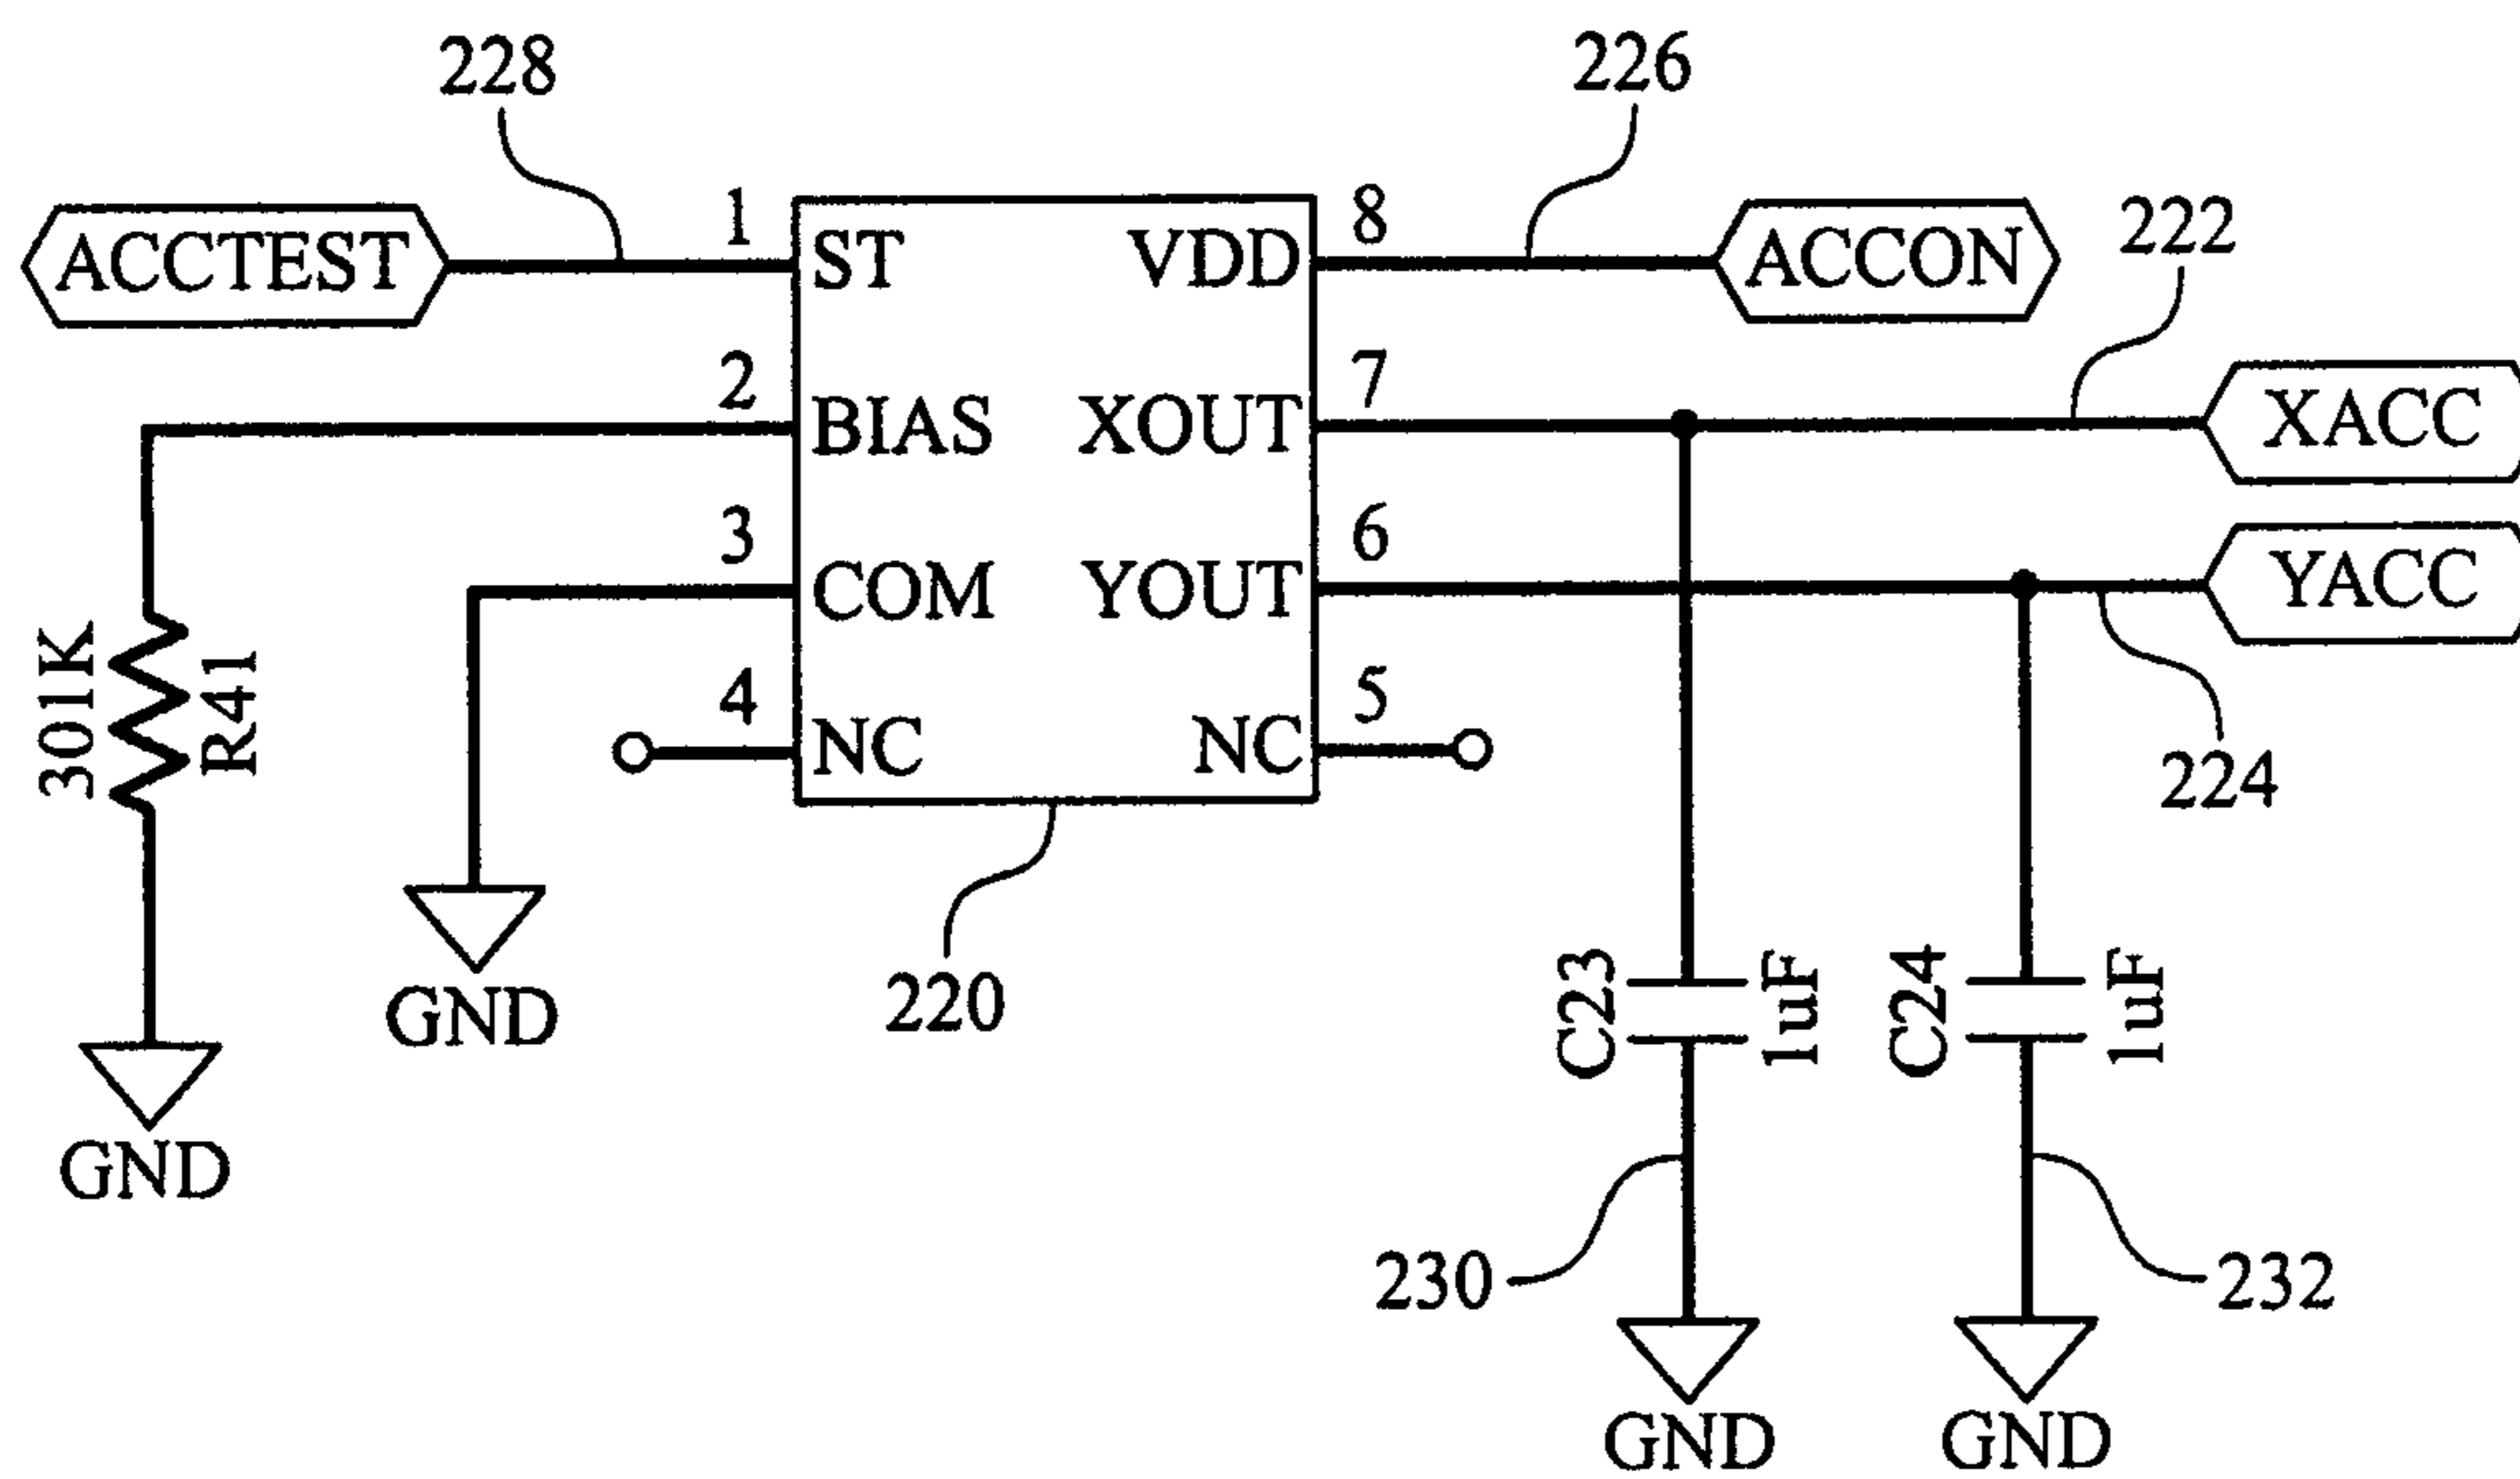 228
226
ACCTEST
1
ST
VDD
8
ACCON
222
2
BIAS
XOUT
7
XACC
3
COM
YOUT
6
YACC
301K
R41
4
NC
NC
5
224
GND
220
C23
1uF
C24
1uF
GND
230
232
GND
GND